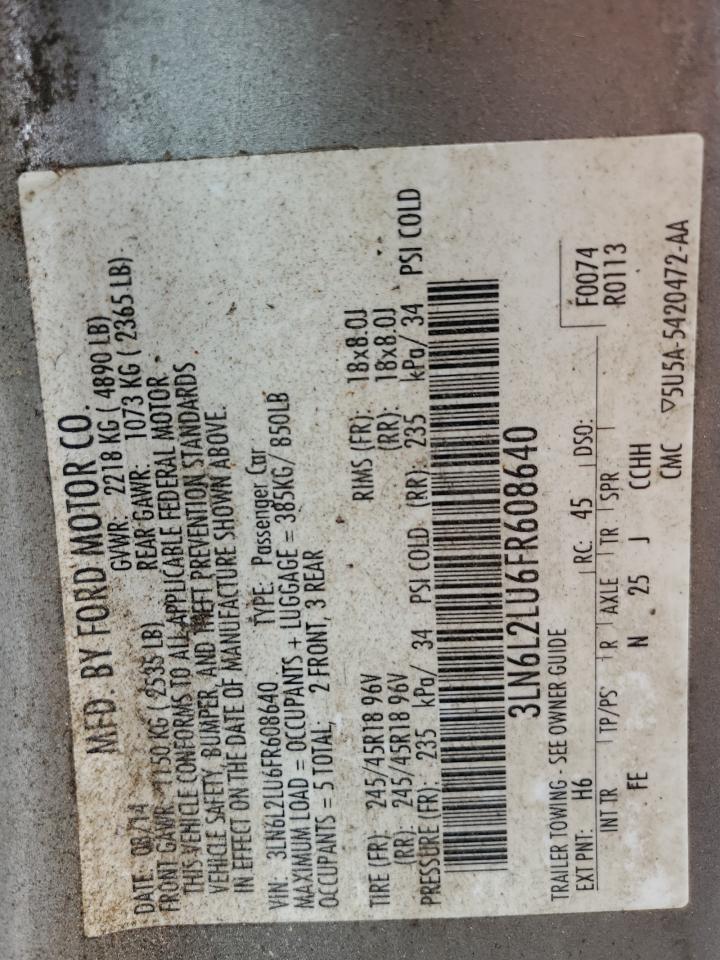 MFD. BY FORD MOTOR CO.
DATE: 08/14 GVWR: 2218 KG ( 4890 LB)
FRONT GAWR: 1150 KG ( 2535 LB) REAR GAWR: 1073 KG ( 2365 LB)
THIS VEHICLE CONFORMS TO ALL APPLICABLE FEDERAL MOTOR
VEHICLE SAFETY, BUMPER, AND THEFT PREVENTION STANDARDS
IN EFFECT ON THE DATE OF MANUFACTURE SHOWN ABOVE.
VIN: 3LN6L2LU6FR608640 TYPE: Passenger Car
MAXIMUM LOAD = OCCUPANTS + LUGGAGE = 385KG/ 850LB
OCCUPANTS = 5 TOTAL; 2 FRONT, 3 REAR
TIRE (FR): 245/45R18 96V RIMS (FR): 18x8.0J
(RR): 245/45R18 96V (RR): 18x8.0J
PRESSURE (FR): 235 kPa/ 34 PSI COLD (RR): 235 kPa/ 34 PSI COLD
3LN6L2LU6FR608640
TRAILER TOWING - SEE OWNER GUIDE
EXT PNT: H6 RC: 45 DSO: F0074
R0113
INT TR TP/PS R AXLE TR SPR
FE N 25 J CCHH
CMC ▽5U5A-5420472-AA